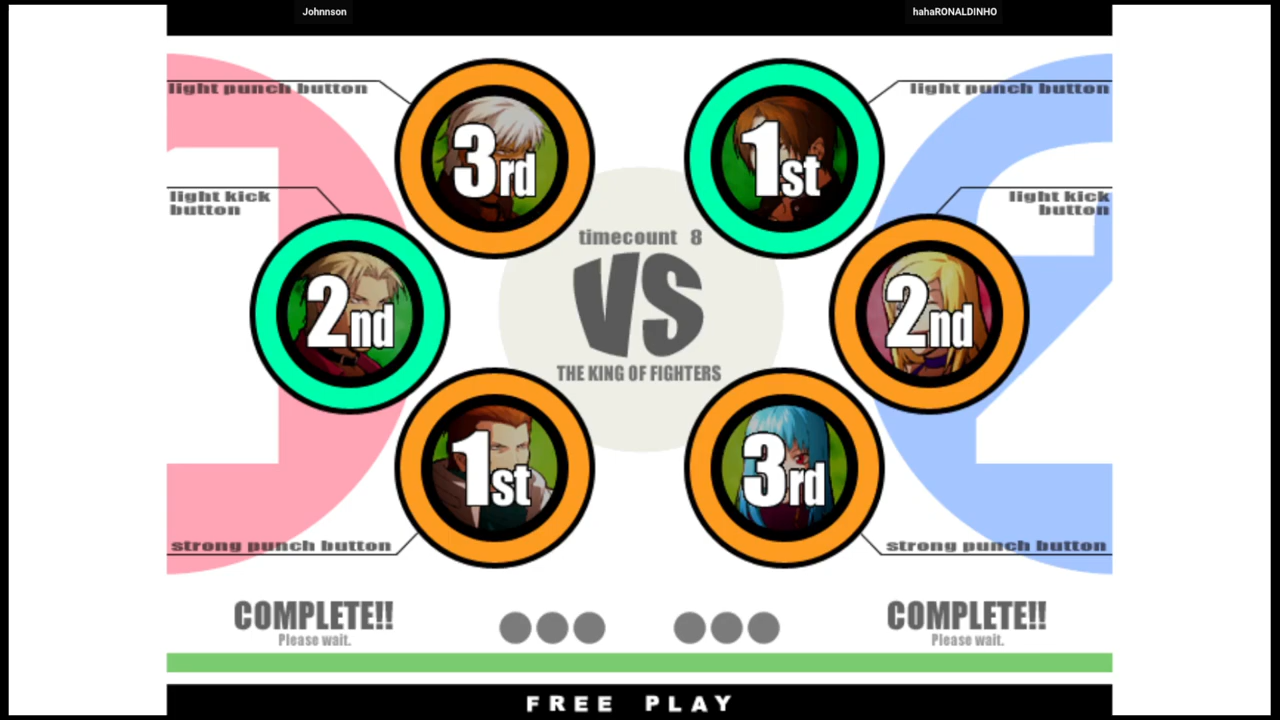 Johnnson
hahaRONALDINHO
light punch button
light punch button
3rd
1st
light kick
button
light kick
button
timecount 8
VS
THE KING OF FIGHTERS
2nd
2nd
1st
3rd
strong punch button
strong punch button
COMPLETE!!
Please wait.
COMPLETE!!
Please wait.
FREE PLAY
1
2